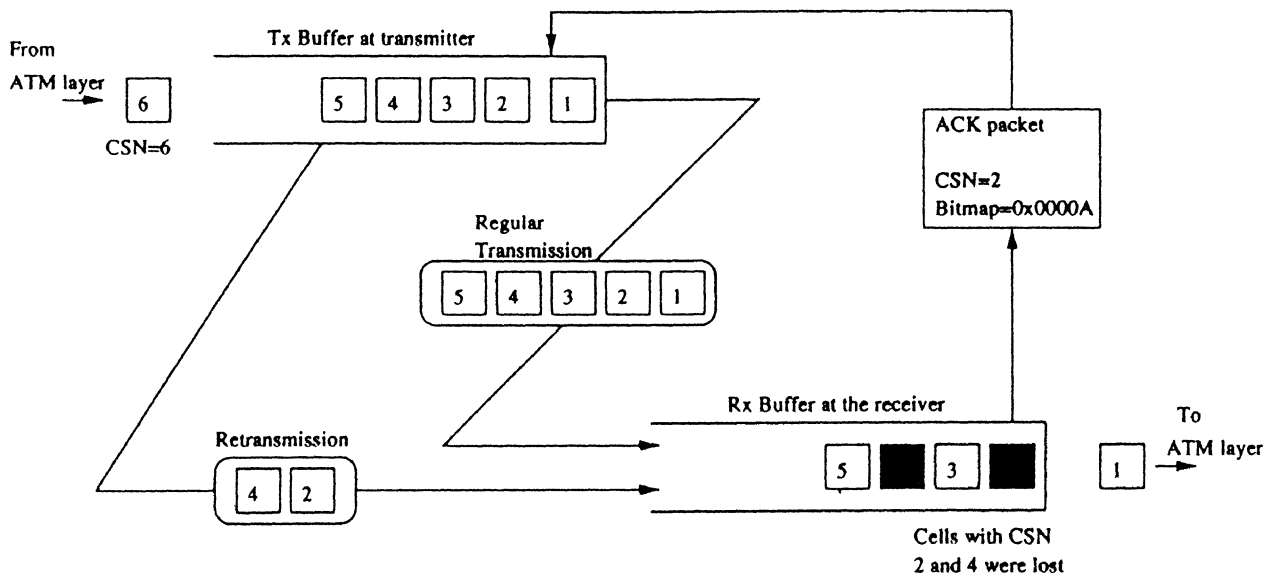 Tx Buffer at transmitter
From
ATM layer
6
5 4 3 2 1
CSN=6
ACK packet
CSN=2
Bitmap=0x0000A
Regular
Transmission
5 4 3 2 1
Rx Buffer at the receiver
To
ATM layer
Retransmission
4 2
5 3 1
Cells with CSN
2 and 4 were lost